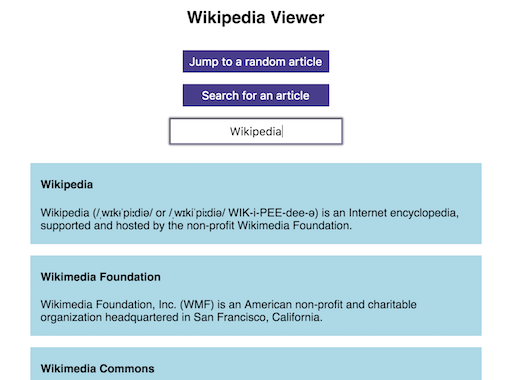 Wikipedia Viewer
Jump to a random article
Search for an article
Wikipedia
Wikipedia
Wikipedia (/ˌwɪkɨˈpiːdiə/ or /ˌwɪkiˈpiːdiə/ WIK-i-PEE-dee-ə) is an Internet encyclopedia,
supported and hosted by the non-profit Wikimedia Foundation.
Wikimedia Foundation
Wikimedia Foundation, Inc. (WMF) is an American non-profit and charitable
organization headquartered in San Francisco, California.
Wikimedia Commons